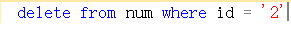 delete from num where id = '2'